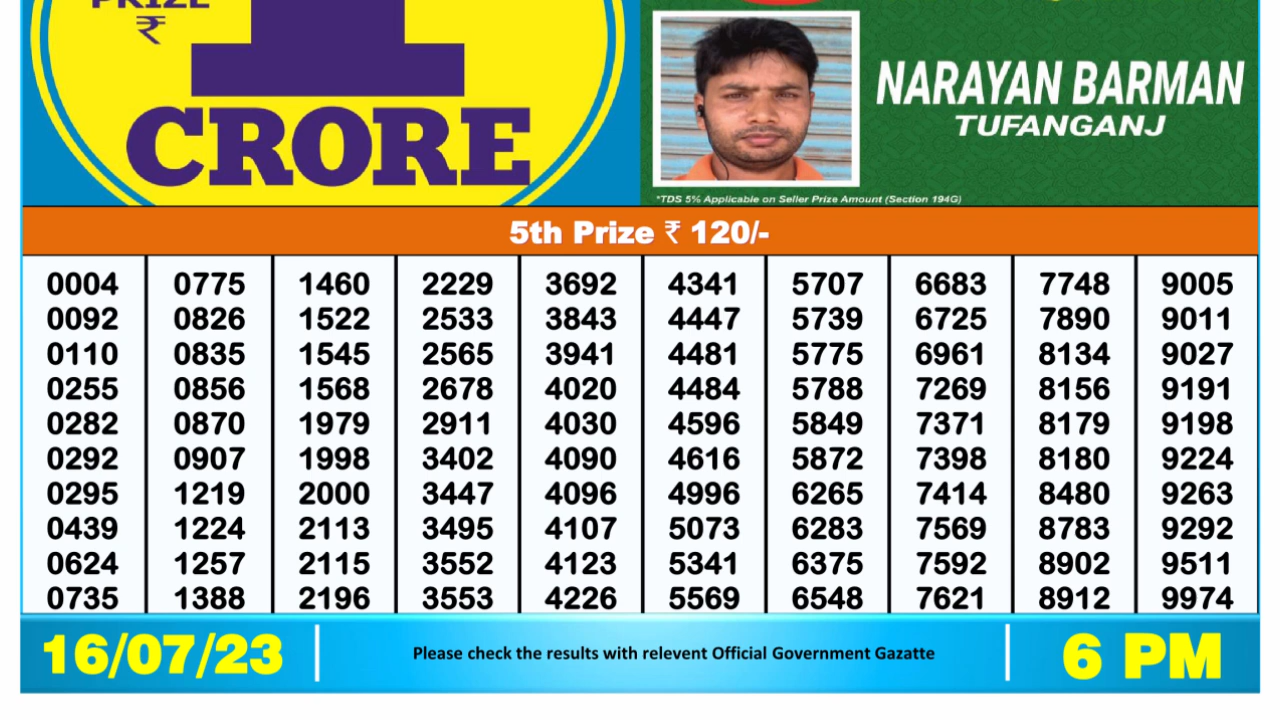 PRIZE
₹
1
CRORE
NARAYAN BARMAN
TUFANGANJ
*TDS 5% Applicable on Seller Prize Amount (Section 194G)
5th Prize ₹ 120/-
0004 0775 1460 2229 3692 4341 5707 6683 7748 9005
0092 0826 1522 2533 3843 4447 5739 6725 7890 9011
0110 0835 1545 2565 3941 4481 5775 6961 8134 9027
0255 0856 1568 2678 4020 4484 5788 7269 8156 9191
0282 0870 1979 2911 4030 4596 5849 7371 8179 9198
0292 0907 1998 3402 4090 4616 5872 7398 8180 9224
0295 1219 2000 3447 4096 4996 6265 7414 8480 9263
0439 1224 2113 3495 4107 5073 6283 7569 8783 9292
0624 1257 2115 3552 4123 5341 6375 7592 8902 9511
0735 1388 2196 3553 4226 5569 6548 7621 8912 9974
16/07/23 Please check the results with relevent Official Government Gazatte 6 PM